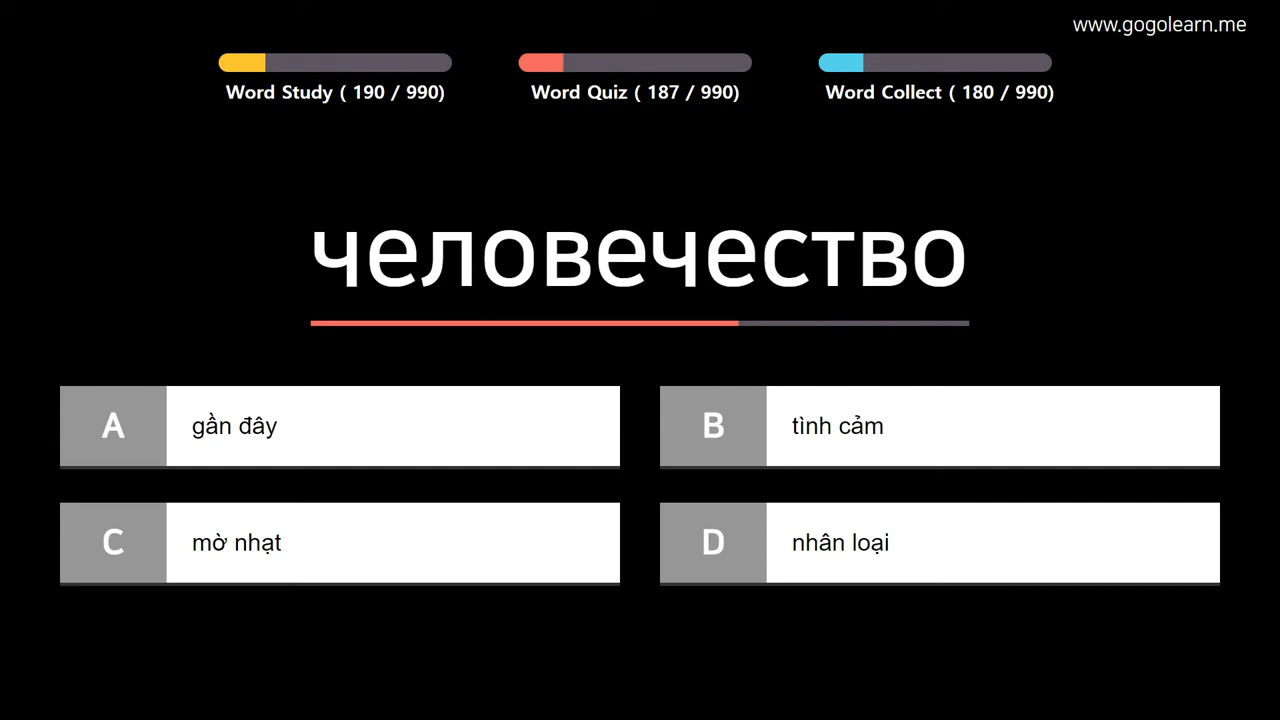 www.gogolearn.me
Word Study ( 190 / 990)
Word Quiz ( 187 / 990)
Word Collect ( 180 / 990)
человечество
A
gần đây
B
tình cảm
C
mờ nhạt
D
nhân loại